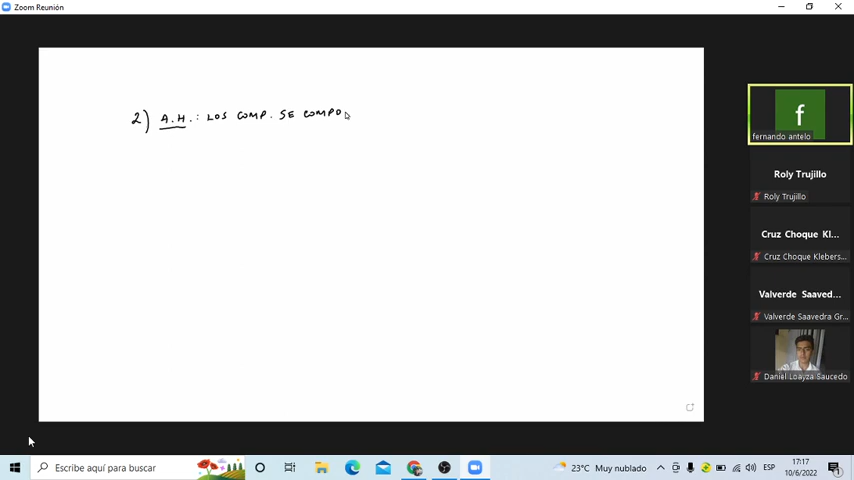 Zoom Reunión
2) A.H.: LOS COMP. SE COMPO
f
fernando antelo
Roly Trujillo
Roly Trujillo
Cruz Choque Kl...
Cruz Choque Klebers...
Valverde Saaved...
Valverde Saavedra Gr...
Daniel Loayza Saucedo
Escribe aquí para buscar
23°C Muy nublado
ESP
17:17
10/6/2022
1